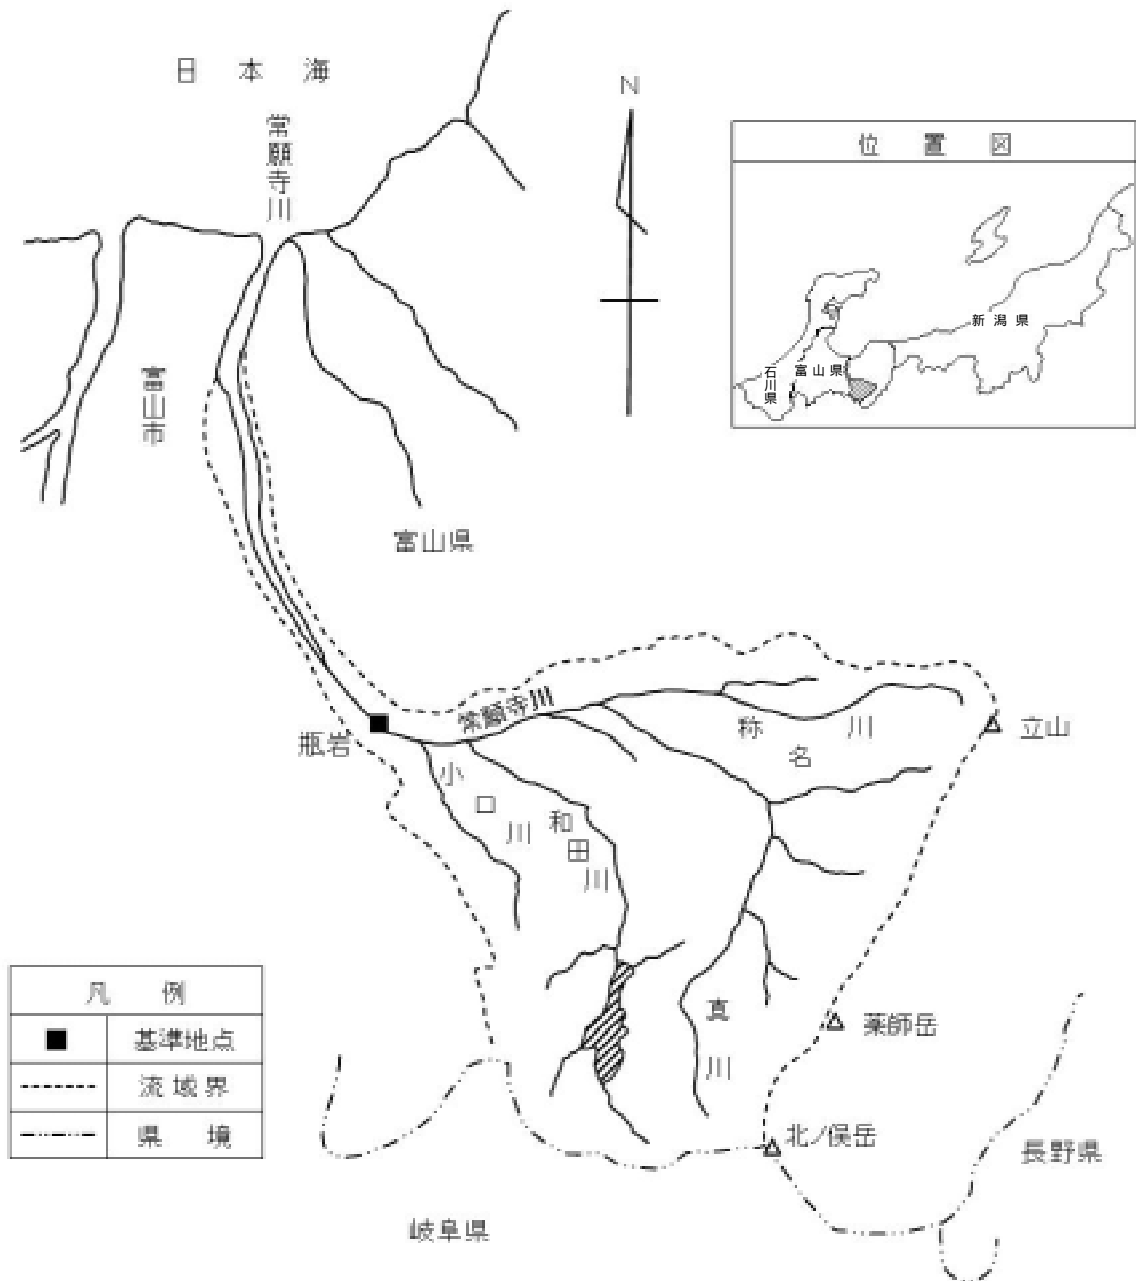 日本海
常願寺川
N
位置図
新潟県
富山県
石川県
富山市
富山県
常願寺川
称名川
立山
瓶岩
小口川
和田川
真川
薬師岳
北ノ俣岳
長野県
岐阜県
凡例
基準地点
流域界
県境